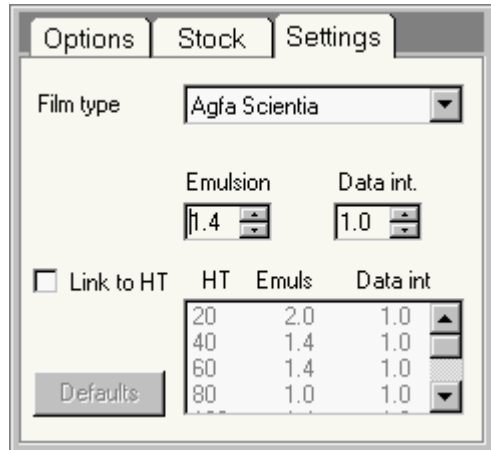 Options Stock Settings
Film type Agfa Scientia
Emulsion Data int.
1.4 1.0
Link to HT HT Emuls Data int
20 2.0 1.0
40 1.4 1.0
60 1.4 1.0
Defaults 80 1.0 1.0